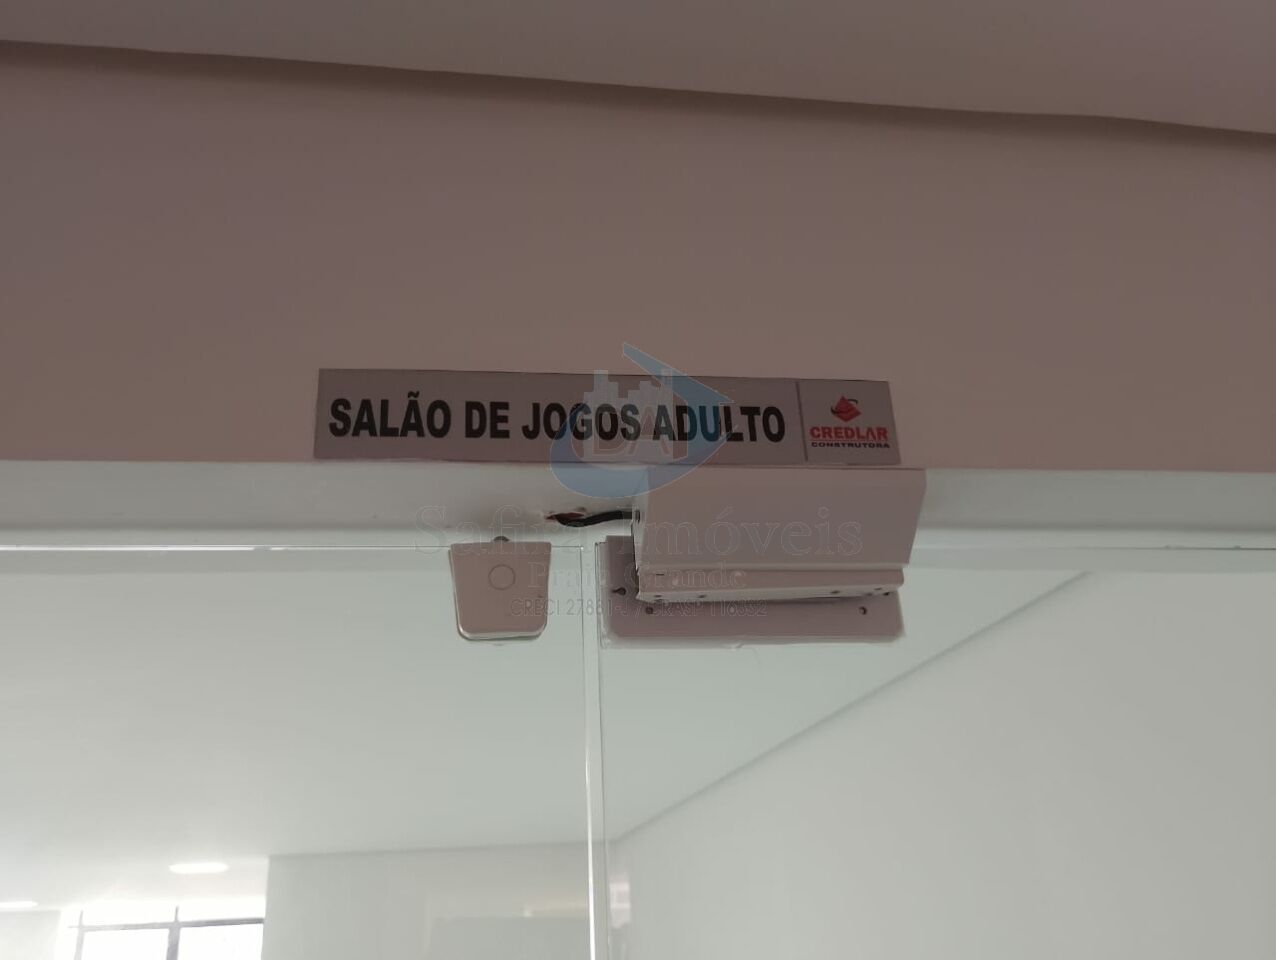 SALÃO DE JOGOS ADULTO
CREDLAR
CONSTRUTORA
Safira Imóveis
Praia Grande